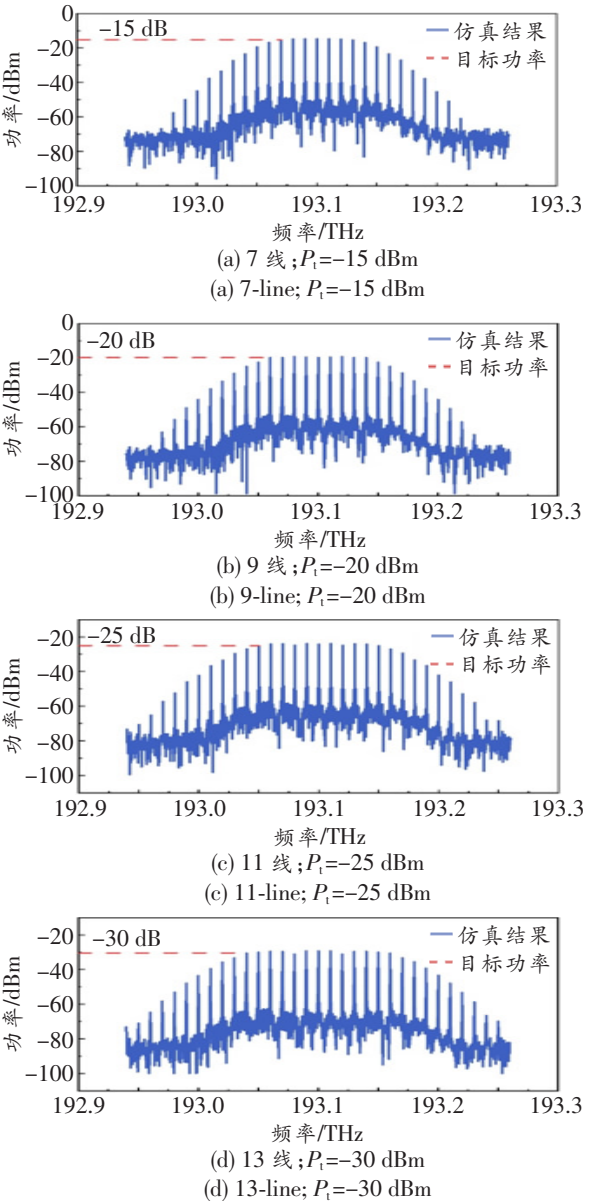 0
−15 dB
仿真结果
−20
目标功率
−40
−60
−80
−100
功率/dBm
192.9 193.0 193.1 193.2 193.3
频率/THz
(a) 7 线;Pt=−15 dBm
(a) 7-line; Pt=−15 dBm
0
−20 dB
仿真结果
−20
目标功率
−40
−60
−80
−100
功率/dBm
192.9 193.0 193.1 193.2 193.3
频率/THz
(b) 9 线;Pt=−20 dBm
(b) 9-line; Pt=−20 dBm
−20
−25 dB
仿真结果
目标功率
−40
−60
−80
−100
功率/dBm
192.9 193.0 193.1 193.2 193.3
频率/THz
(c) 11 线;Pt=−25 dBm
(c) 11-line; Pt=−25 dBm
−20
−30 dB
仿真结果
目标功率
−40
−60
−80
−100
功率/dBm
192.9 193.0 193.1 193.2 193.3
频率/THz
(d) 13 线;Pt=−30 dBm
(d) 13-line; Pt=−30 dBm